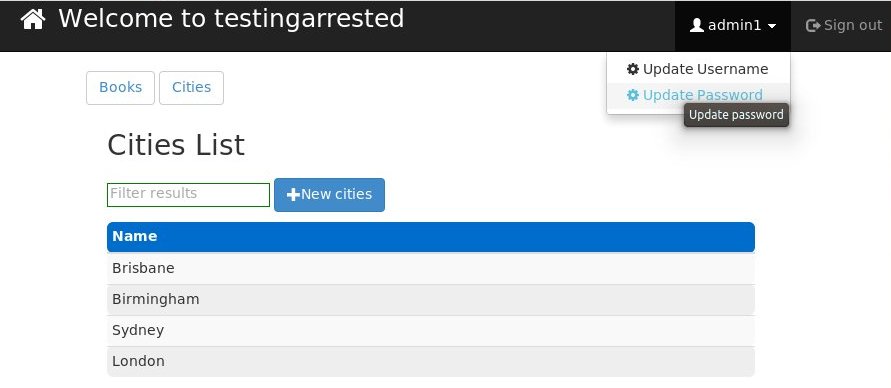 Welcome to testingarrested
admin1
Sign out
Update Username
Update Password
Update password
Books
Cities
Cities List
Filter results
New cities
Name
Brisbane
Birmingham
Sydney
London